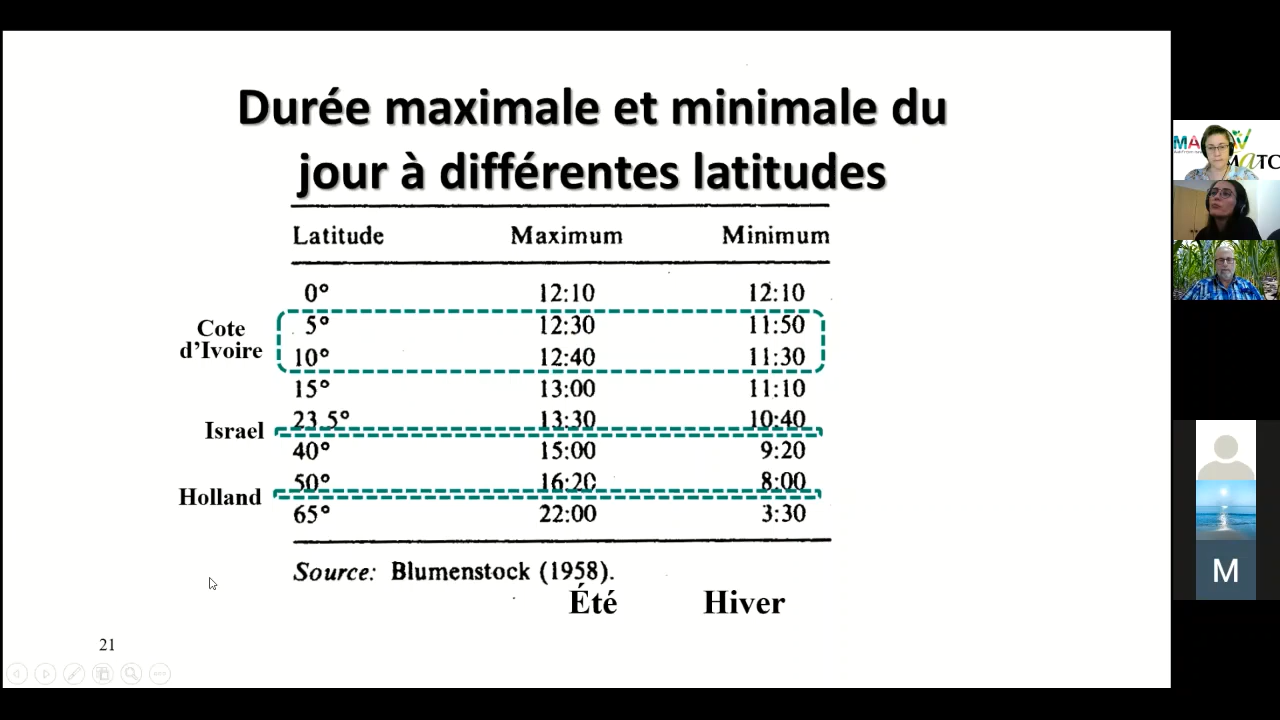 Durée maximale et minimale du
jour à différentes latitudes
Latitude Maximum Minimum
0° 12:10 12:10
Cote
d'Ivoire
5° 12:30 11:50
10° 12:40 11:30
15° 13:00 11:10
23.5° 13:30 10:40
Israel
40° 15:00 9:20
50° 16:20 8:00
Holland
65° 22:00 3:30
Source: Blumenstock (1958).
Été Hiver
21
M